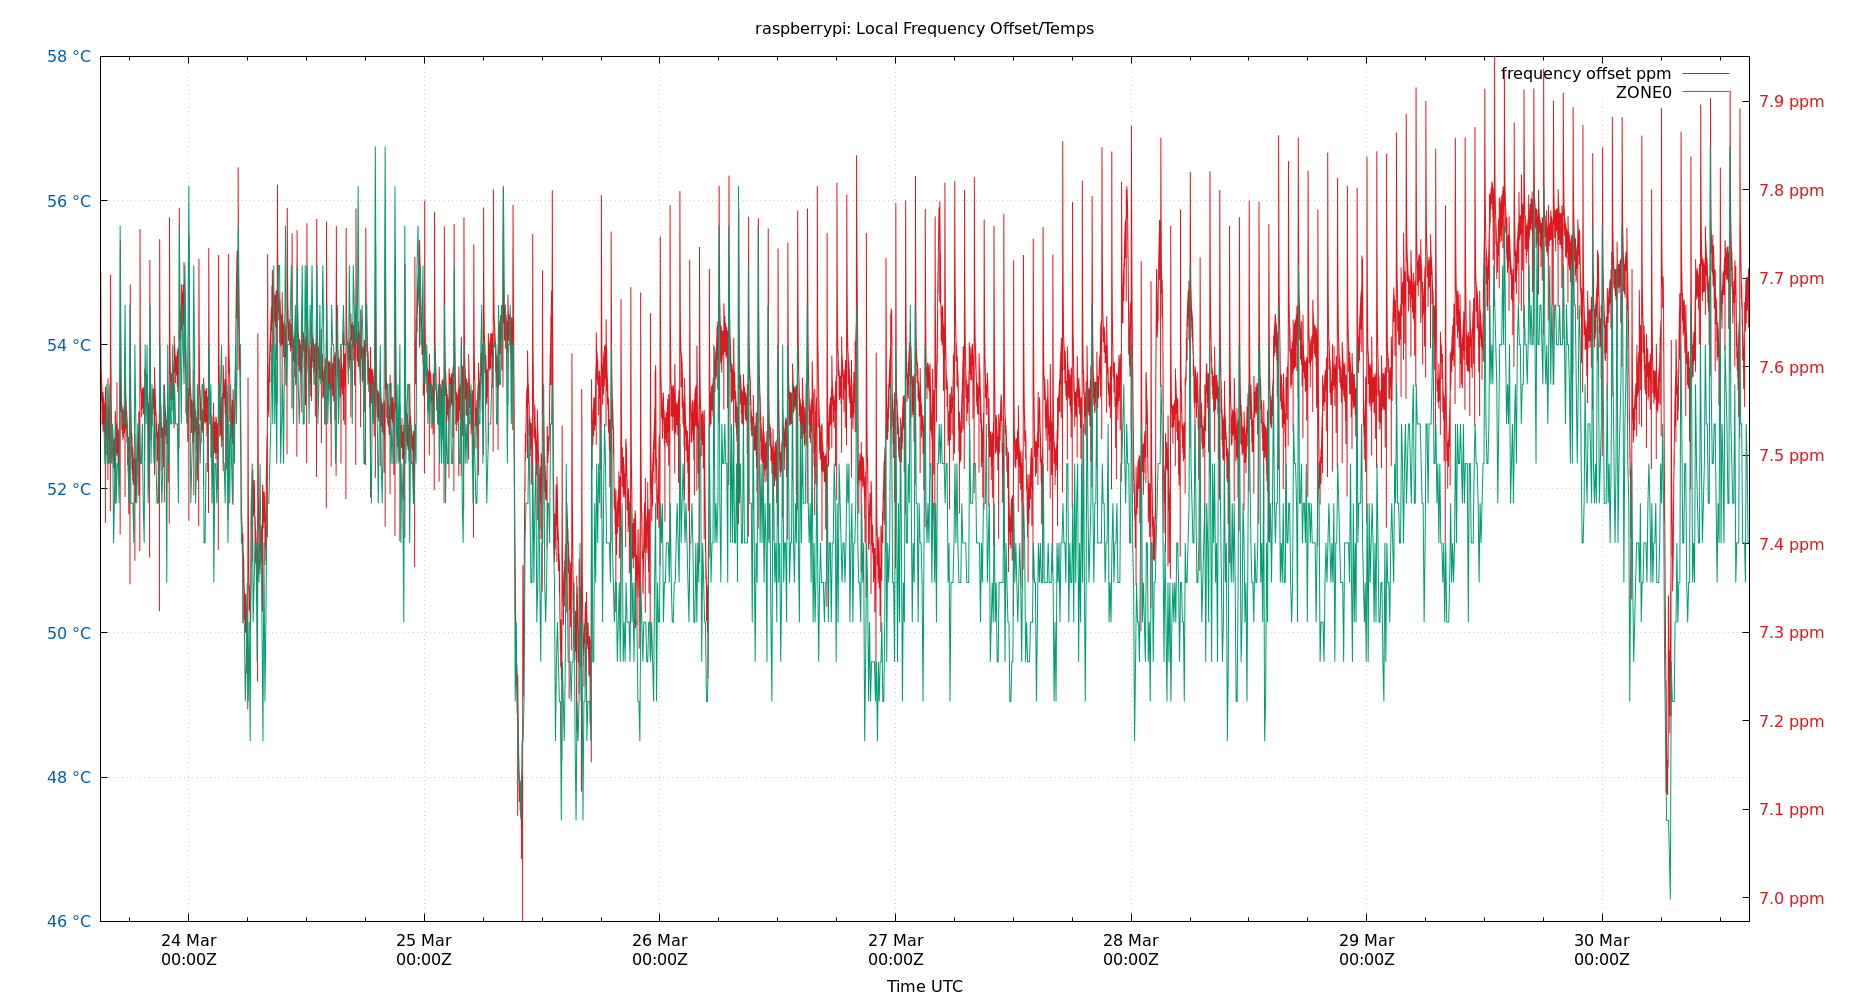 raspberrypi: Local Frequency Offset/Temps
58 °C
56 °C
54 °C
52 °C
50 °C
48 °C
46 °C
frequency offset ppm
ZONE0
7.9 ppm
7.8 ppm
7.7 ppm
7.6 ppm
7.5 ppm
7.4 ppm
7.3 ppm
7.2 ppm
7.1 ppm
7.0 ppm
24 Mar
00:00Z
25 Mar
00:00Z
26 Mar
00:00Z
27 Mar
00:00Z
28 Mar
00:00Z
29 Mar
00:00Z
30 Mar
00:00Z
Time UTC